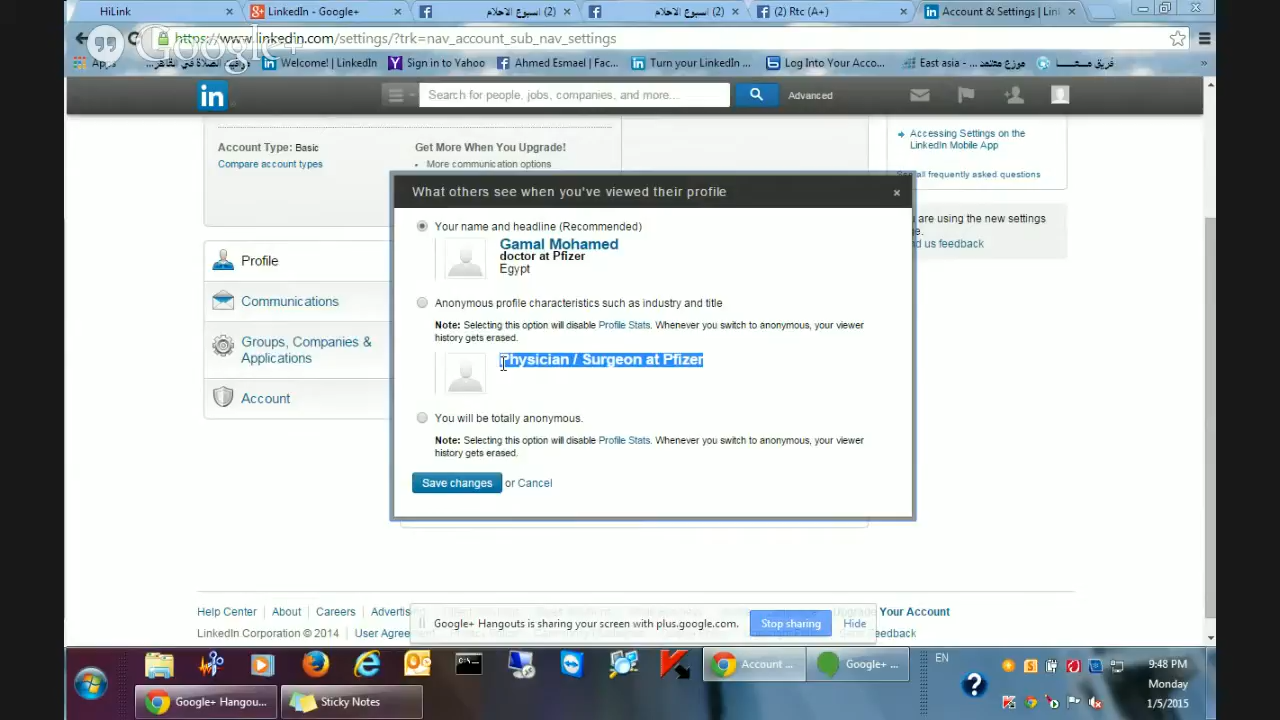 HiLink
LinkedIn - Google+
(2) اسبوع الاحلام
(2) اسبوع الاحلام
(2) Rtc (A+)
Account & Settings | Lin
Google+
https://www.linkedin.com/settings/?trk=nav_account_sub_nav_settings
Apps
Welcome! | LinkedIn
Sign in to Yahoo
Ahmed Esmael | Fac...
Turn your LinkedIn ...
Log Into Your Acco...
East asia - موزع معتمد...
»
in
Search for people, jobs, companies, and more...
Advanced
Account Type: Basic
Compare account types
Get More When You Upgrade!
• More communication options
Accessing Settings on the
LinkedIn Mobile App
all frequently asked questions
are using the new settings
us feedback
What others see when you've viewed their profile
×
Your name and headline (Recommended)
Gamal Mohamed
doctor at Pfizer
Egypt
Anonymous profile characteristics such as industry and title
Note: Selecting this option will disable Profile Stats. Whenever you switch to anonymous, your viewer
history gets erased.
Physician / Surgeon at Pfizer
You will be totally anonymous.
Note: Selecting this option will disable Profile Stats. Whenever you switch to anonymous, your viewer
history gets erased.
Save changes or Cancel
Profile
Communications
Groups, Companies &
Applications
Account
Help Center
About
Careers
Advertis
Your Account
Google+ Hangouts is sharing your screen with plus.google.com.
Stop sharing
Hide
LinkedIn Corporation © 2014
User Agree
Feedback
Account ...
Google+ ...
EN
9:48 PM
Monday
1/5/2015
Google+ Hangou...
Sticky Notes